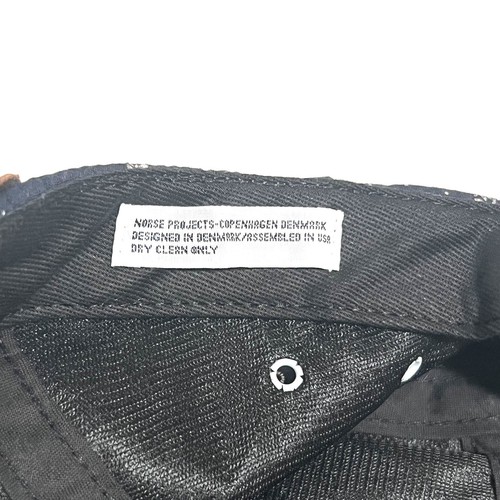 NORSE PROJECTS-COPENHAGEN DENMARK
DESIGNED IN DENMARK/ASSEMBLED IN USA
DRY CLEAN ONLY